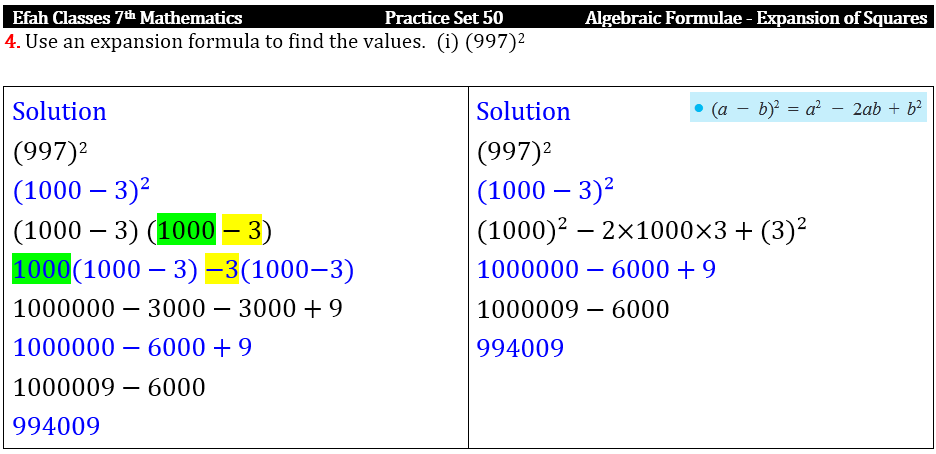 Efah Classes 7th Mathematics Practice Set 50 Algebraic Formulae - Expansion of Squares
4. Use an expansion formula to find the values. (i) (997)²
Solution
(997)²
(1000 – 3)²
(1000 – 3) (1000 – 3)
1000(1000 – 3) –3(1000–3)
1000000 – 3000 – 3000 + 9
1000000 – 6000 + 9
1000009 – 6000
994009
Solution
• (a – b)² = a² – 2ab + b²
(997)²
(1000 – 3)²
(1000)² – 2×1000×3 + (3)²
1000000 – 6000 + 9
1000009 – 6000
994009